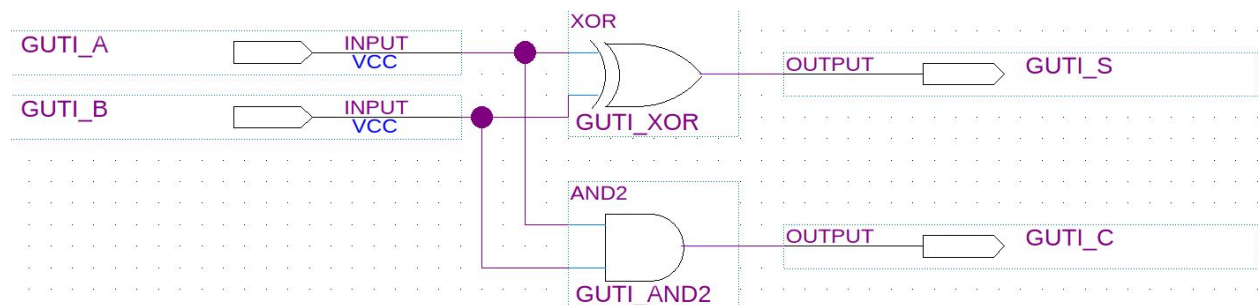 XOR
GUTI_A
INPUT
VCC
OUTPUT
GUTI_S
GUTI_B
INPUT
VCC
GUTI_XOR
AND2
OUTPUT
GUTI_C
GUTI_AND2